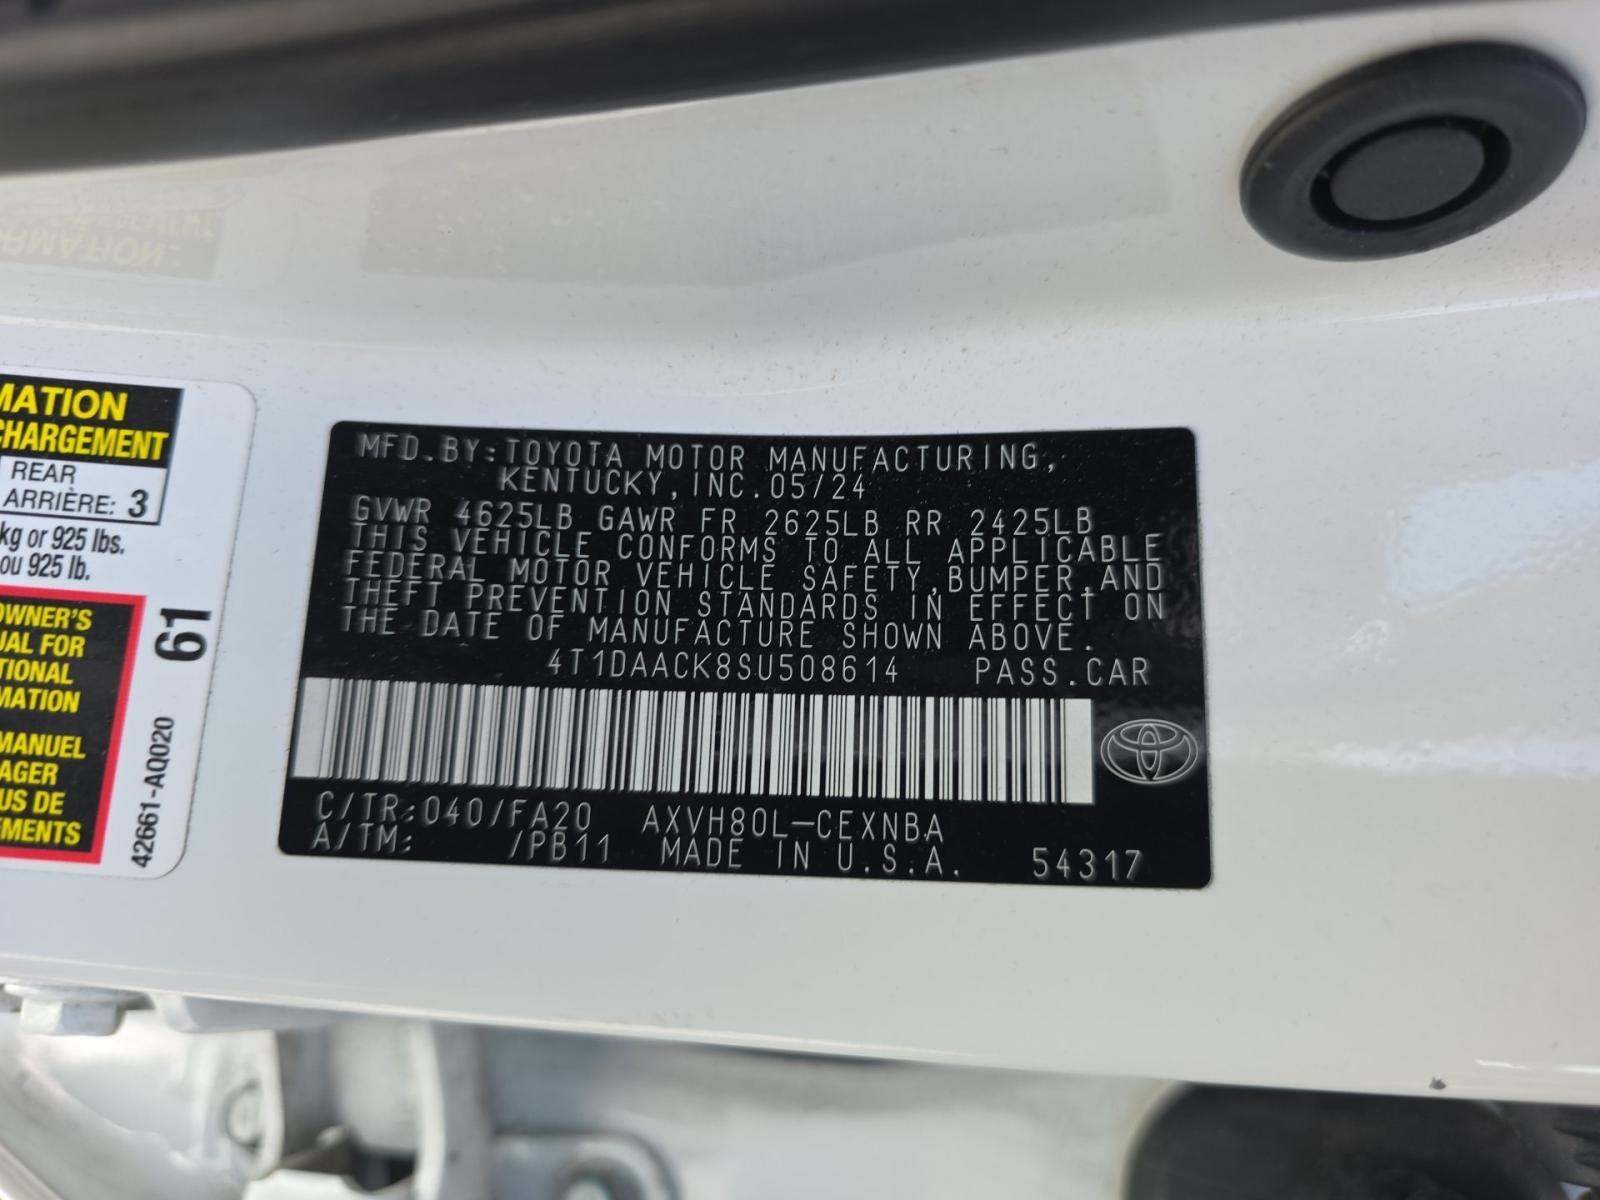 MATION
CHARGEMENT
REAR
ARRIÈRE: 3
kg or 925 lbs.
ou 925 lb.
OWNER'S
UAL FOR
TIONAL
MATION
MANUEL
AGER
US DE
EMENTS
61
42661-AQ020
MFD.BY:TOYOTA MOTOR MANUFACTURING,
KENTUCKY,INC.05/24
GVWR 4625LB GAWR FR 2625LB RR 2425LB
THIS VEHICLE CONFORMS TO ALL APPLICABLE
FEDERAL MOTOR VEHICLE SAFETY,BUMPER,AND
THEFT PREVENTION STANDARDS IN EFFECT ON
THE DATE OF MANUFACTURE SHOWN ABOVE.
4T1DAACK8SU508614 PASS.CAR
C/TR:040/FA20 AXVH80L-CEXNBA
A/TM: /PB11 MADE IN U.S.A. 54317